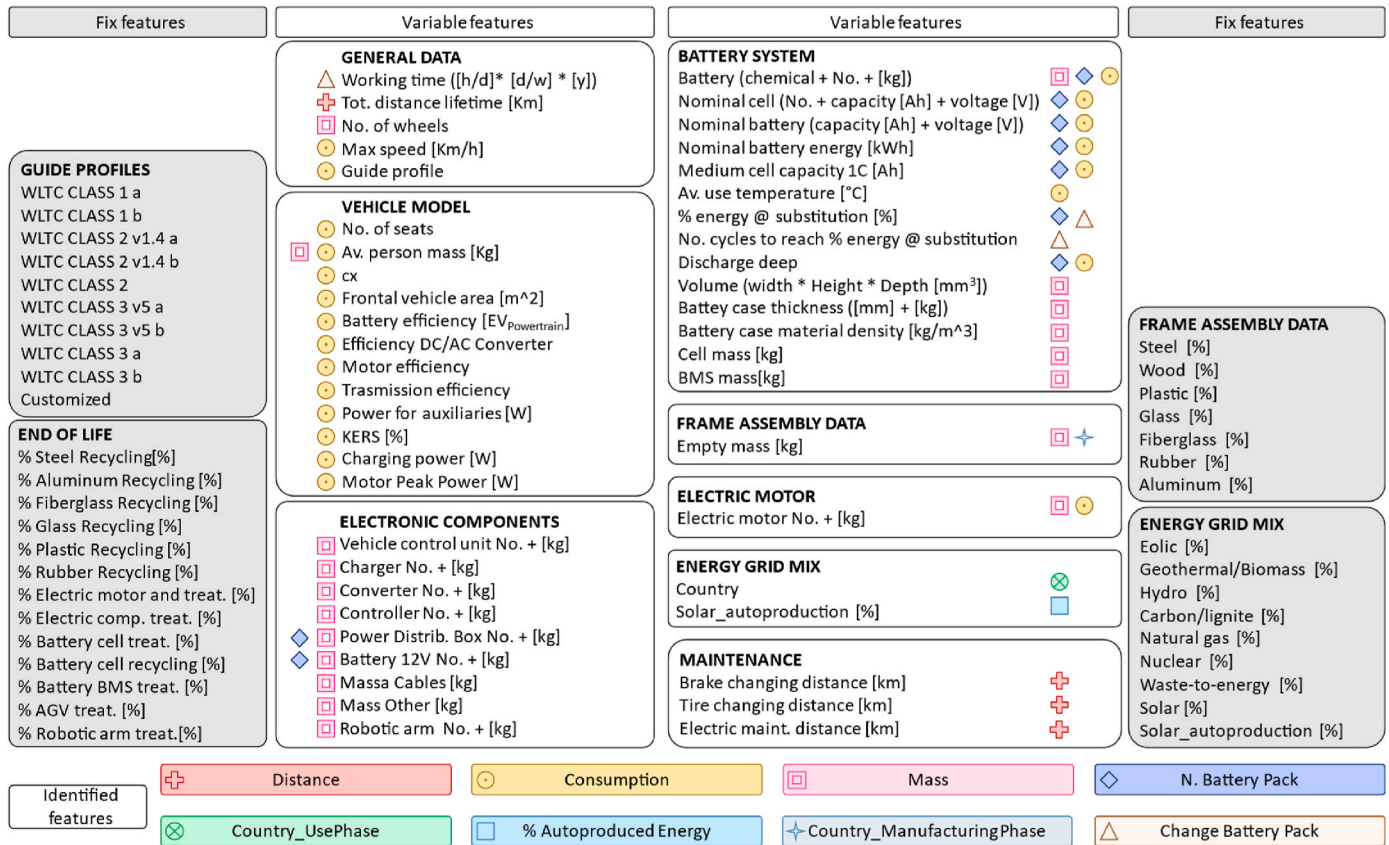 Fix features
Variable features
Variable features
Fix features
GUIDE PROFILES
WLTC CLASS 1 a
WLTC CLASS 1 b
WLTC CLASS 2 v1.4 a
WLTC CLASS 2 v1.4 b
WLTC CLASS 2
WLTC CLASS 3 v5 a
WLTC CLASS 3 v5 b
WLTC CLASS 3 a
WLTC CLASS 3 b
Customized
END OF LIFE
% Steel Recycling[%]
% Aluminum Recycling [%]
% Fiberglass Recycling [%]
% Glass Recycling [%]
% Plastic Recycling [%]
% Rubber Recycling [%]
% Electric motor and treat. [%]
% Electric comp. treat. [%]
% Battery cell treat. [%]
% Battery cell recycling [%]
% Battery BMS treat. [%]
% AGV treat. [%]
% Robotic arm treat.[%]
GENERAL DATA
Working time ([h/d]* [d/w] * [y])
Tot. distance lifetime [Km]
No. of wheels
Max speed [Km/h]
Guide profile
VEHICLE MODEL
No. of seats
Av. person mass [Kg]
cx
Frontal vehicle area [m^2]
Battery efficiency [EVPowertrain]
Efficiency DC/AC Converter
Motor efficiency
Trasmission efficiency
Power for auxiliaries [W]
KERS [%]
Charging power [W]
Motor Peak Power [W]
ELECTRONIC COMPONENTS
Vehicle control unit No. + [kg]
Charger No. + [kg]
Converter No. + [kg]
Controller No. + [kg]
Power Distrib. Box No. + [kg]
Battery 12V No. + [kg]
Massa Cables [kg]
Mass Other [kg]
Robotic arm No. + [kg]
BATTERY SYSTEM
Battery (chemical + No. + [kg])
Nominal cell (No. + capacity [Ah] + voltage [V])
Nominal battery (capacity [Ah] + voltage [V])
Nominal battery energy [kWh]
Medium cell capacity 1C [Ah]
Av. use temperature [°C]
% energy @ substitution [%]
No. cycles to reach % energy @ substitution
Discharge deep
Volume (width * Height * Depth [mm³])
Battey case thickness ([mm] + [kg])
Battery case material density [kg/m^3]
Cell mass [kg]
BMS mass[kg]
FRAME ASSEMBLY DATA
Empty mass [kg]
ELECTRIC MOTOR
Electric motor No. + [kg]
ENERGY GRID MIX
Country
Solar_autoproduction [%]
MAINTENANCE
Brake changing distance [km]
Tire changing distance [km]
Electric maint. distance [km]
FRAME ASSEMBLY DATA
Steel [%]
Wood [%]
Plastic [%]
Glass [%]
Fiberglass [%]
Rubber [%]
Aluminum [%]
ENERGY GRID MIX
Eolic [%]
Geothermal/Biomass [%]
Hydro [%]
Carbon/lignite [%]
Natural gas [%]
Nuclear [%]
Waste-to-energy [%]
Solar [%]
Solar_autoproduction [%]
Identified
features
Distance
Consumption
Mass
N. Battery Pack
Country_UsePhase
% Autoproduced Energy
Country_ManufacturingPhase
Change Battery Pack